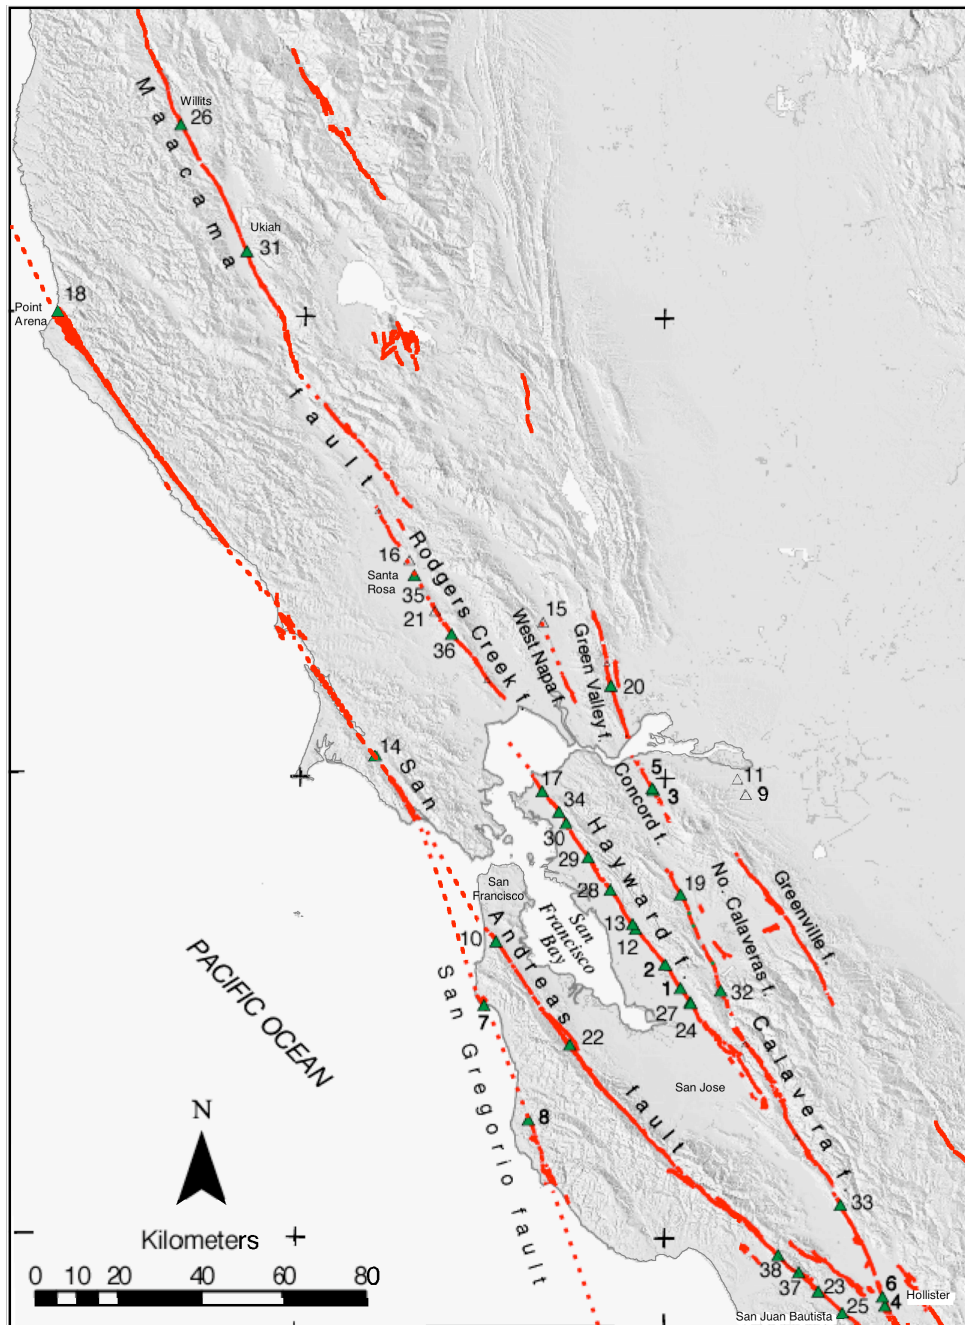 Willits
26
Maacama
Ukiah
31
18
Point
Arena
fault
16
Santa
Rosa
35
21
36
Rodgers Creek f.
15
West Napa f.
Green Valley f.
20
14
San
5
3
11
9
Concord f.
17
34
30
29
28
13
12
Hayward f.
19
No. Calaveras f.
Greenville f.
San
Francisco
San
Francisco
Bay
10
Andreas
2
1
27
24
32
PACIFIC OCEAN
7
22
San Gregorio fault
Calavera f.
San Jose
fault
8
N
33
Kilometers
0 20 40 60 80
38
37
23
25
6
4
Hollister
San Juan Bautista